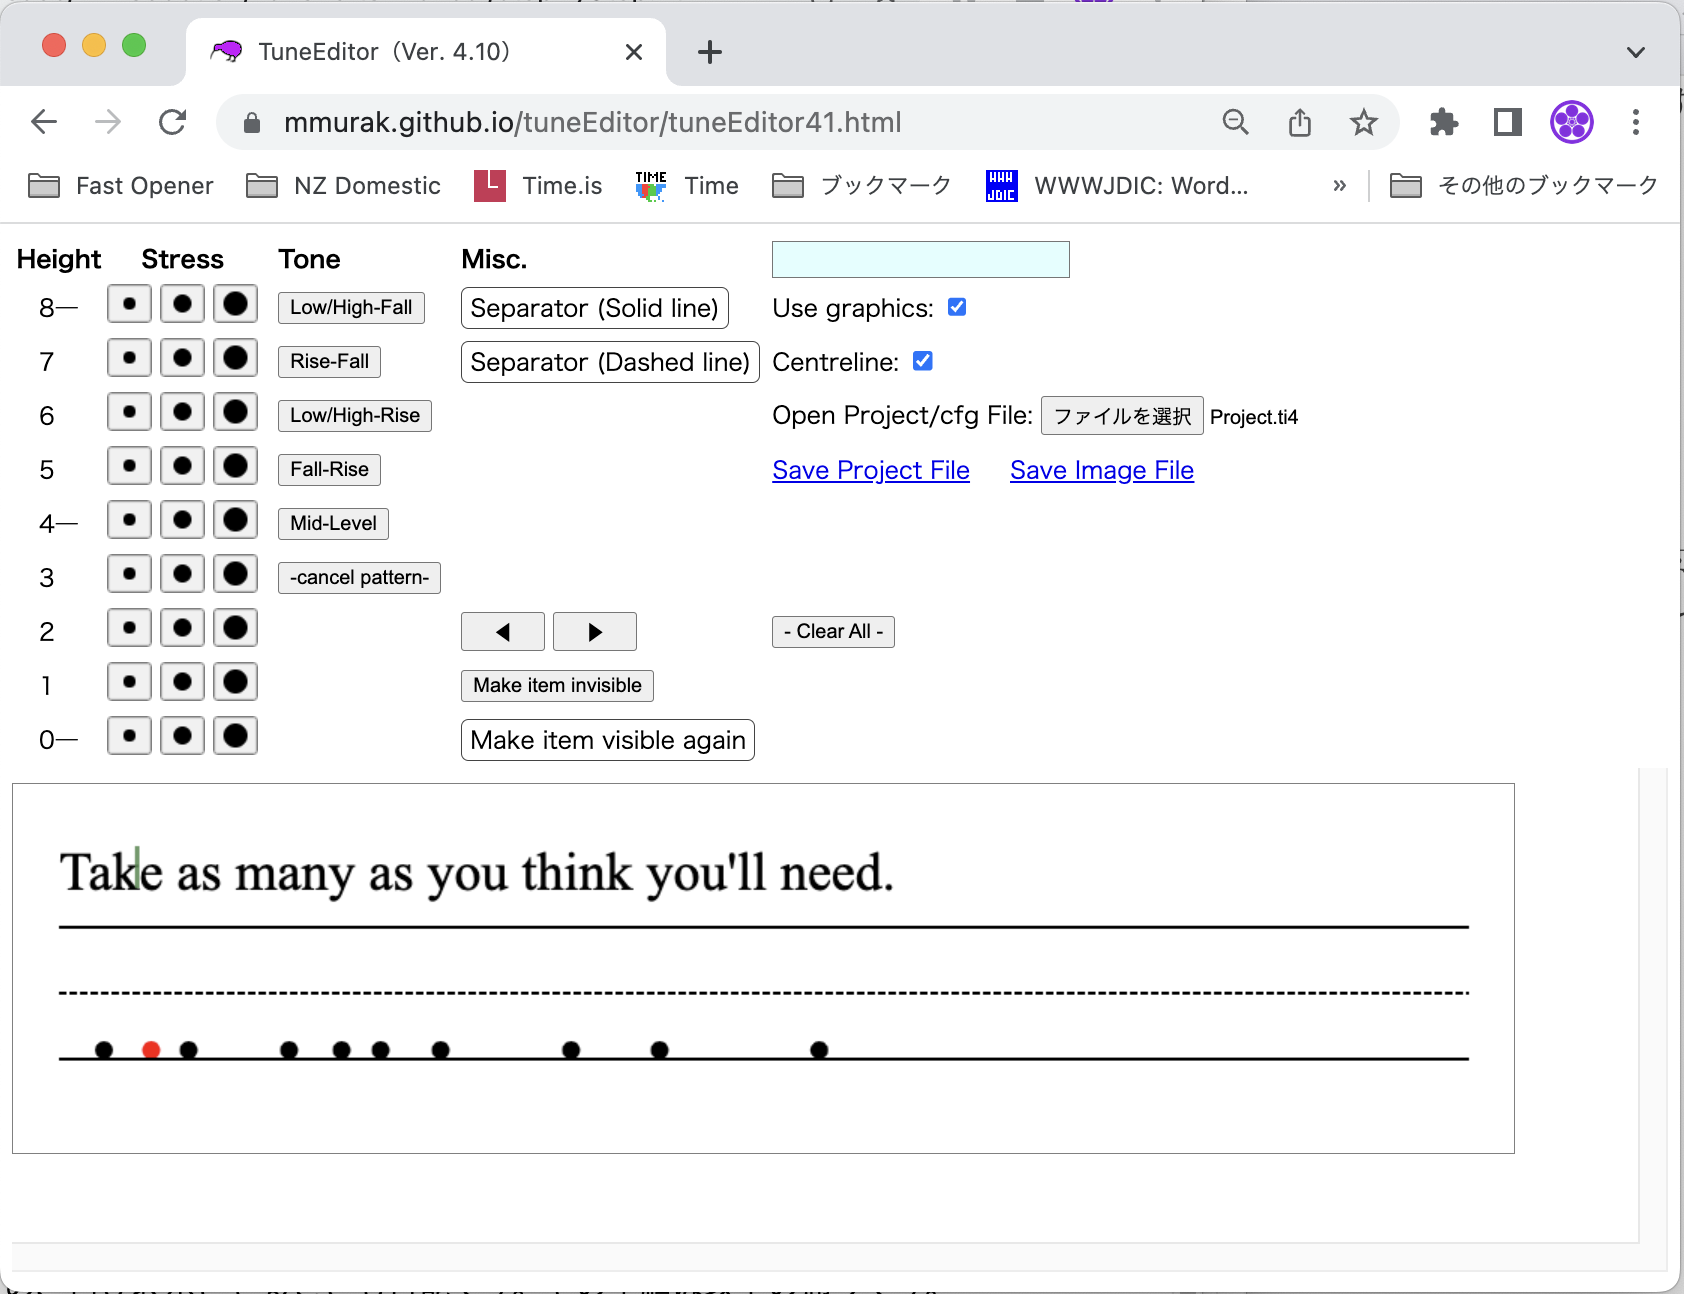 TuneEditor（Ver. 4.10）
mmurak.github.io/tuneEditor/tuneEditor41.html
Fast Opener NZ Domestic Time.is TIME Time ブックマーク WWW JDIC WWWJDIC: Word... » その他のブックマーク
Height Stress Tone Misc.
8— Low/High-Fall Separator (Solid line) Use graphics:
7 Rise-Fall Separator (Dashed line) Centreline:
6 Low/High-Rise Open Project/cfg File: ファイルを選択 Project.ti4
5 Fall-Rise Save Project File Save Image File
4— Mid-Level
3 -cancel pattern-
2 - Clear All -
1 Make item invisible
0— Make item visible again
Take as many as you think you'll need.